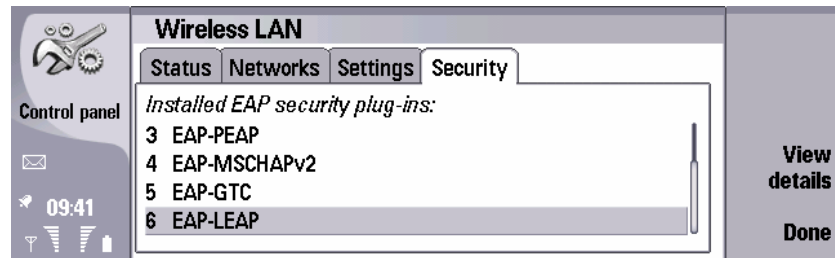 Wireless LAN
Status Networks Settings Security
Control panel
Installed EAP security plug-ins:
3 EAP-PEAP
4 EAP-MSCHAPv2
5 EAP-GTC
6 EAP-LEAP
09:41
View
details
Done